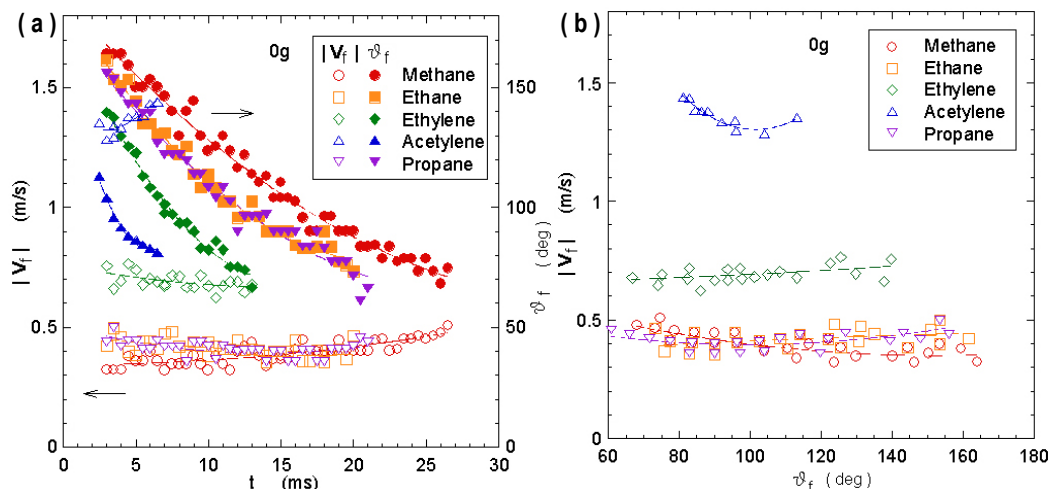 (a)
0g
|V_f| ϑ_f
Methane
Ethane
Ethylene
Acetylene
Propane
1.5
1
0.5
0
|V_f| (m/s)
150
100
50
0
ϑ_f (deg)
0 5 10 15 20 25 30
t (ms)
(b)
0g
Methane
Ethane
Ethylene
Acetylene
Propane
1.5
1
0.5
0
|V_f| (m/s)
60 80 100 120 140 160 180
ϑ_f (deg)